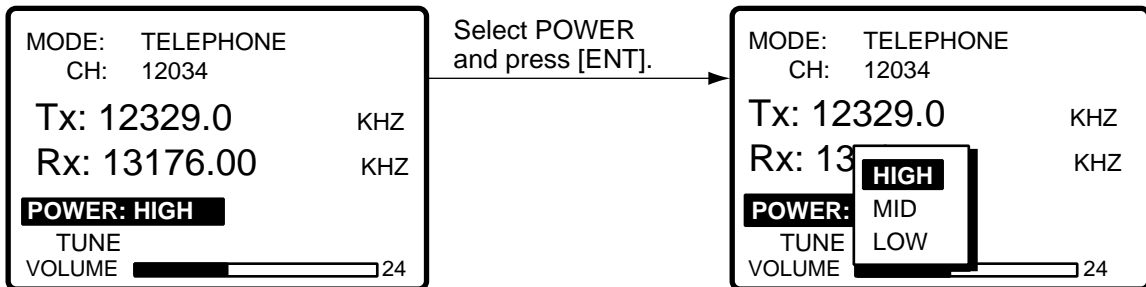 MODE: TELEPHONE
CH: 12034
Tx: 12329.0 KHZ
Rx: 13176.00 KHZ
POWER: HIGH
TUNE
VOLUME 24
Select POWER
and press [ENT].
MODE: TELEPHONE
CH: 12034
Tx: 12329.0 KHZ
Rx: 13 KHZ
HIGH
POWER: MID
TUNE LOW
VOLUME 24